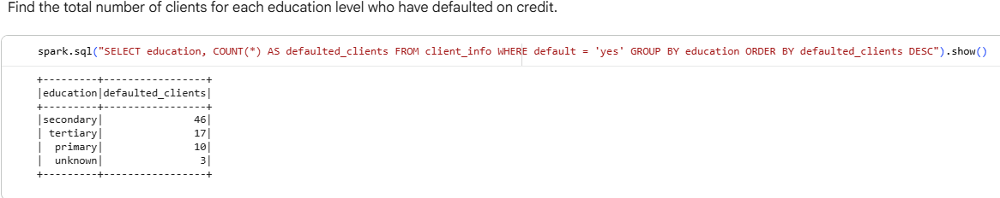 Find the total number of clients for each education level who have defaulted on credit.
spark.sql("SELECT education, COUNT(*) AS defaulted_clients FROM client_info WHERE default = 'yes' GROUP BY education ORDER BY defaulted_clients DESC").show()
+---------+-----------------+
|education|defaulted_clients|
+---------+-----------------+
|secondary|               46|
| tertiary|               17|
|  primary|               10|
|  unknown|                3|
+---------+-----------------+